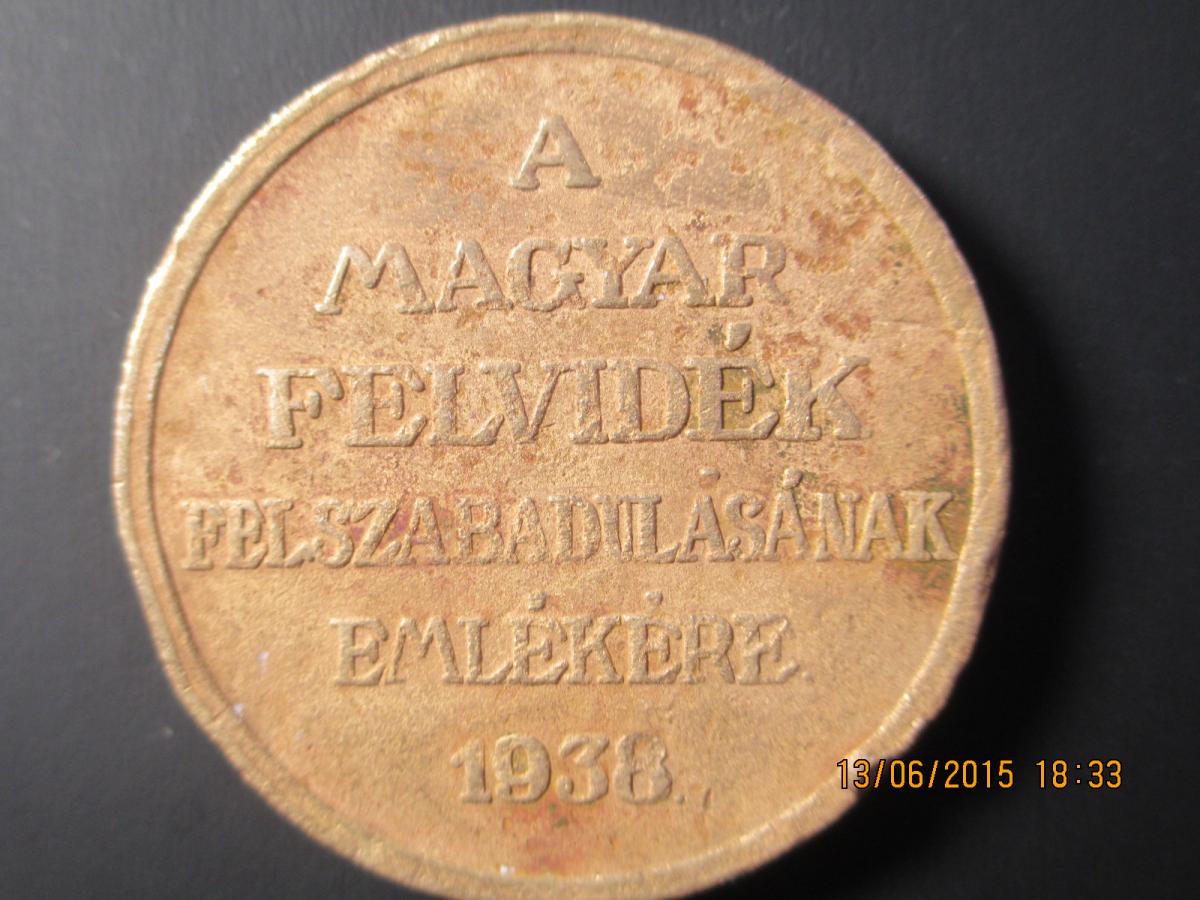 A
MAGYAR
FELVIDÉK
FELSZABADULÁSÁNAK
EMLÉKÉRE.
1938.
13/06/2015 18:33